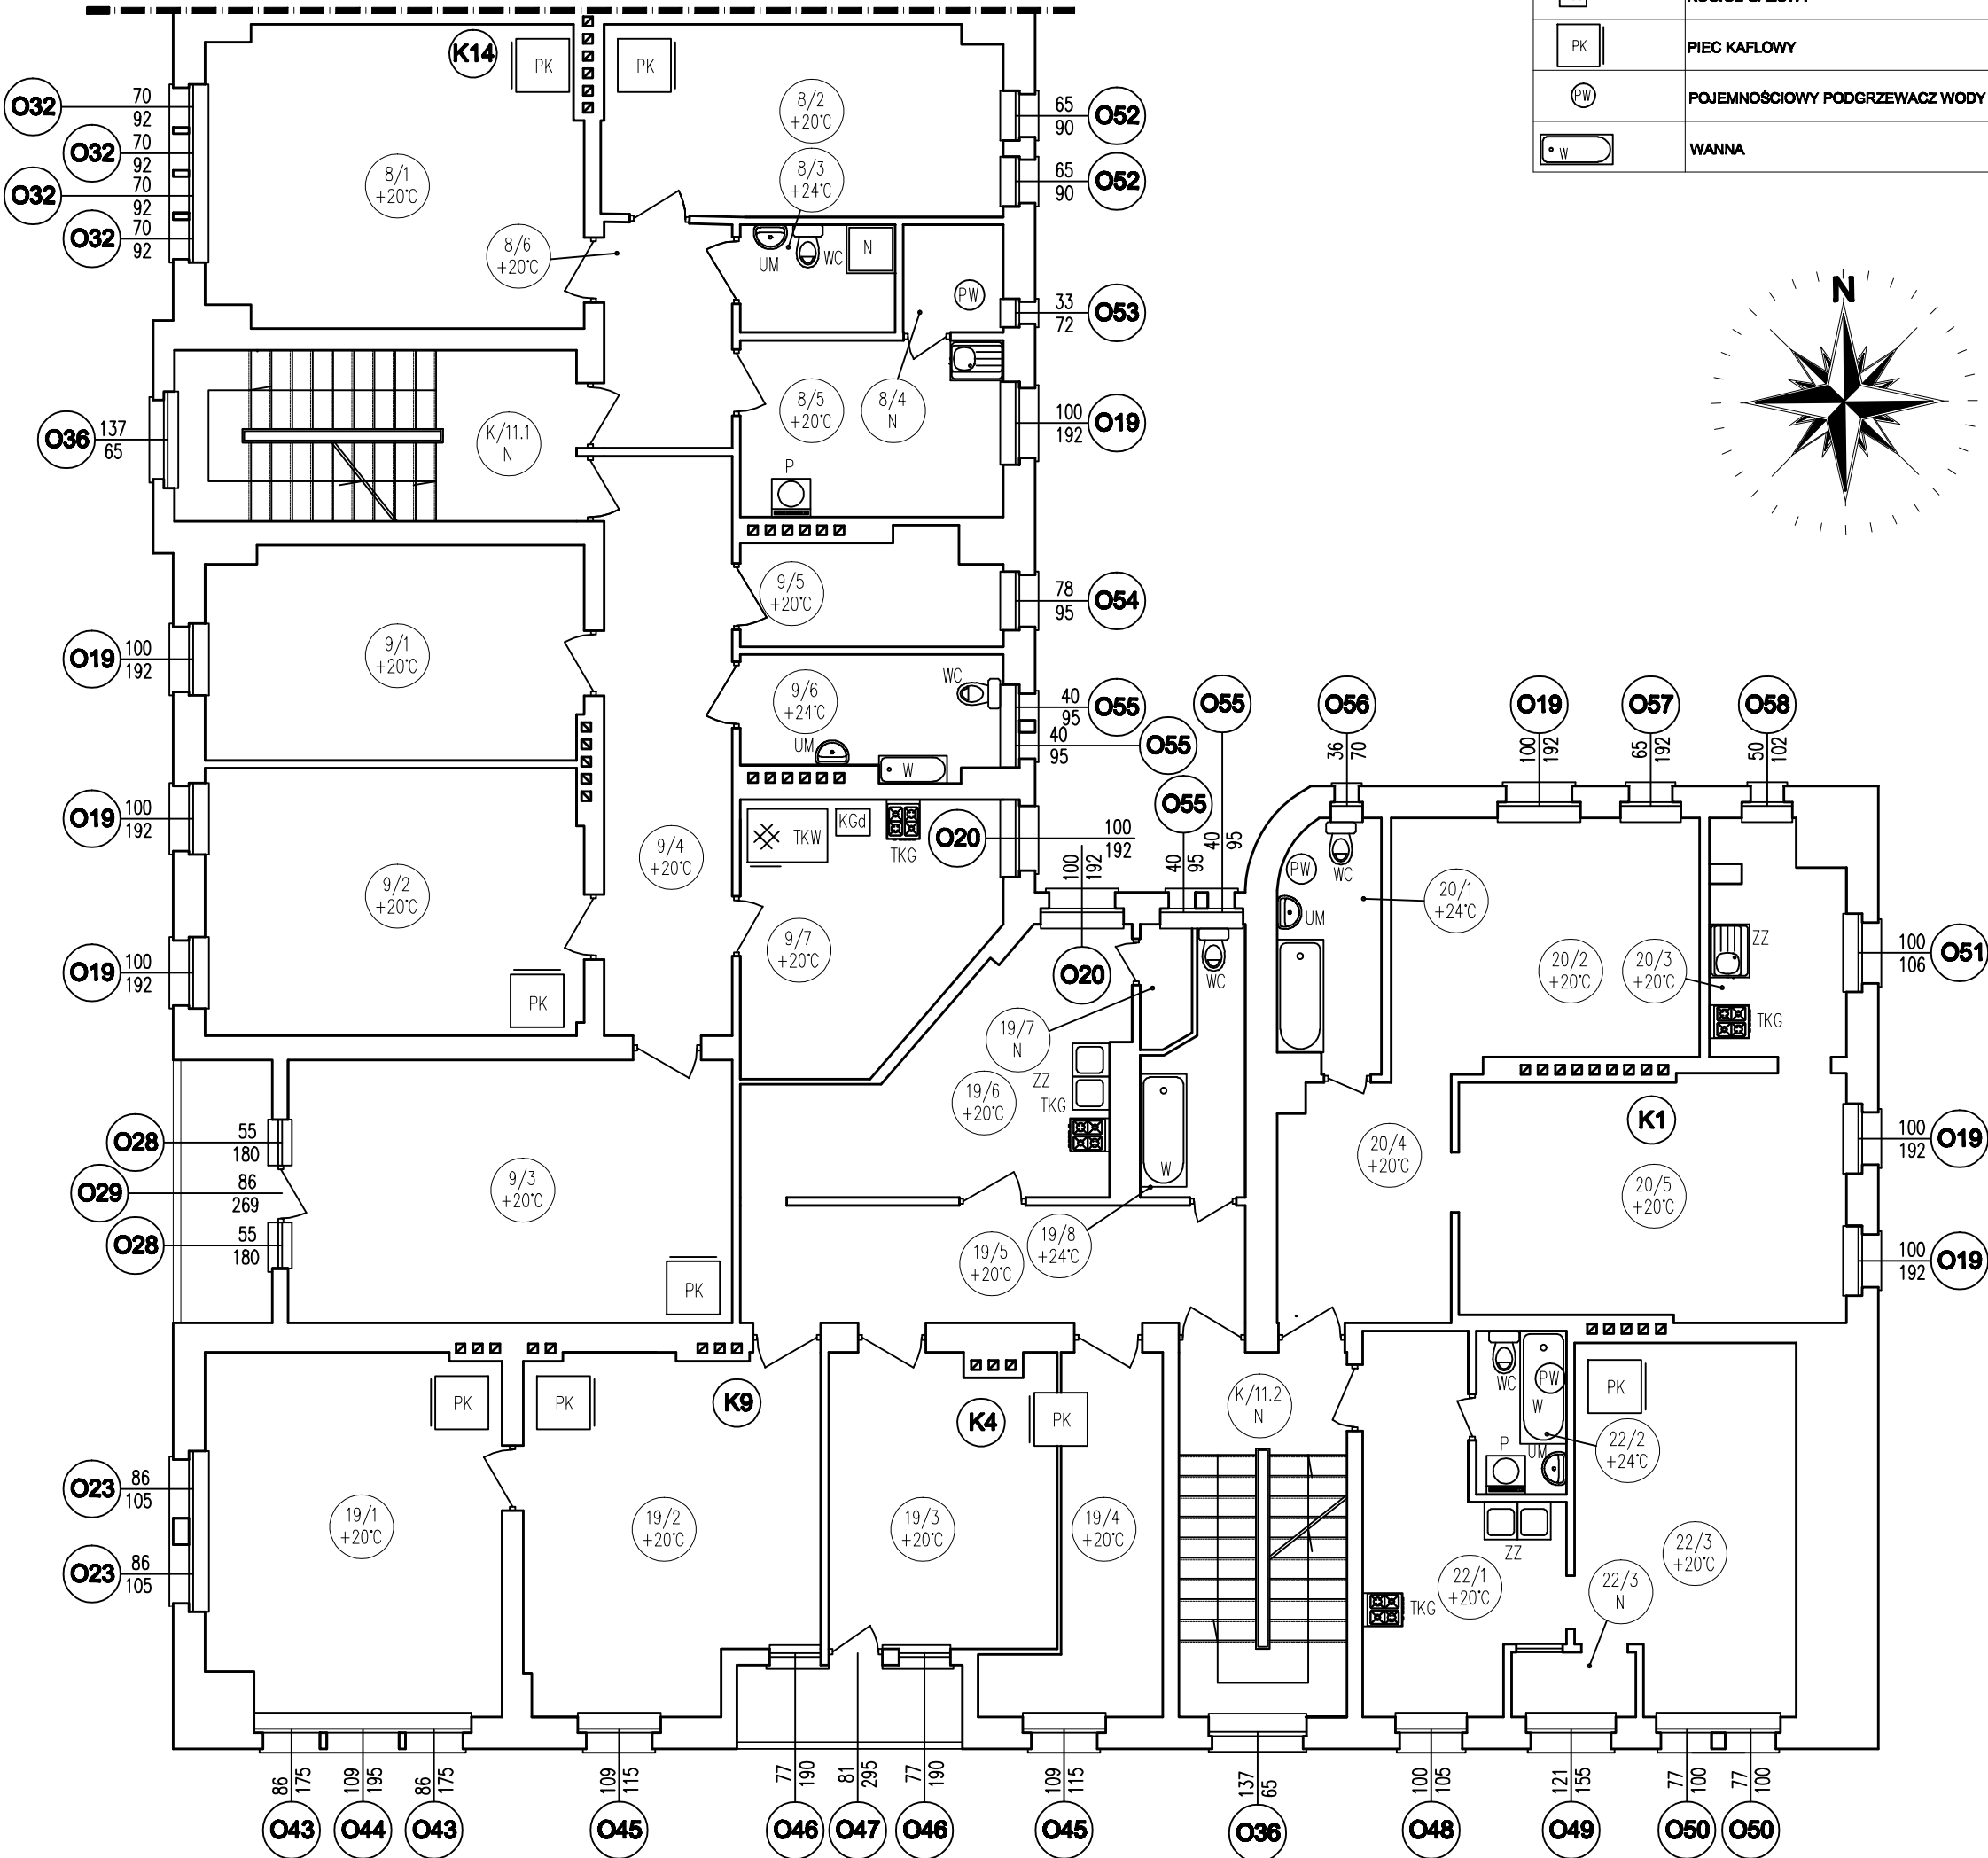 PK
PIEC KAFLOWY
PW
POJEMNOŚCIOWY PODGRZEWACZ WODY
W
WANNA
N
K14
PK
PK
O32
70
92
O32
70
92
O32
70
92
O32
70
92
8/1
+20°C
8/2
+20°C
8/3
+24°C
8/6
+20°C
UM
WC
N
PW
65
90
O52
65
90
O52
33
72
O53
8/5
+20°C
8/4
N
100
192
O19
P
O36
137
65
K/11.1
N
9/5
+20°C
78
95
O54
O19
100
192
9/1
+20°C
9/6
+24°C
WC
UM
W
40
95
O55
40
95
O55
O55
O55
40
95
40
95
O56
36
70
O19
100
192
O57
65
192
O58
50
102
O19
100
192
9/2
+20°C
9/4
+20°C
TKW
KGd
TKG
O20
100
192
100
192
O20
O19
100
192
PK
9/7
+20°C
PW
WC
UM
20/1
+24°C
20/2
+20°C
20/3
+20°C
ZZ
TKG
100
106
O51
WC
19/7
N
19/6
+20°C
ZZ
TKG
W
K1
20/4
+20°C
20/5
+20°C
100
192
O19
100
192
O19
O28
55
180
O29
86
269
O28
55
180
9/3
+20°C
PK
19/5
+20°C
19/8
+24°C
PK
PK
K9
K4
PK
K/11.2
N
WC
PW
W
PK
P
UM
22/2
+24°C
O23
86
105
O23
86
105
19/1
+20°C
19/2
+20°C
19/3
+20°C
19/4
+20°C
ZZ
22/1
+20°C
TKG
22/3
N
22/3
+20°C
86
175
O43
109
195
O44
86
175
O43
109
115
O45
77
190
O46
81
295
O47
77
190
O46
109
115
O45
137
65
O36
100
105
O48
121
155
O49
77
100
O50
77
100
O50